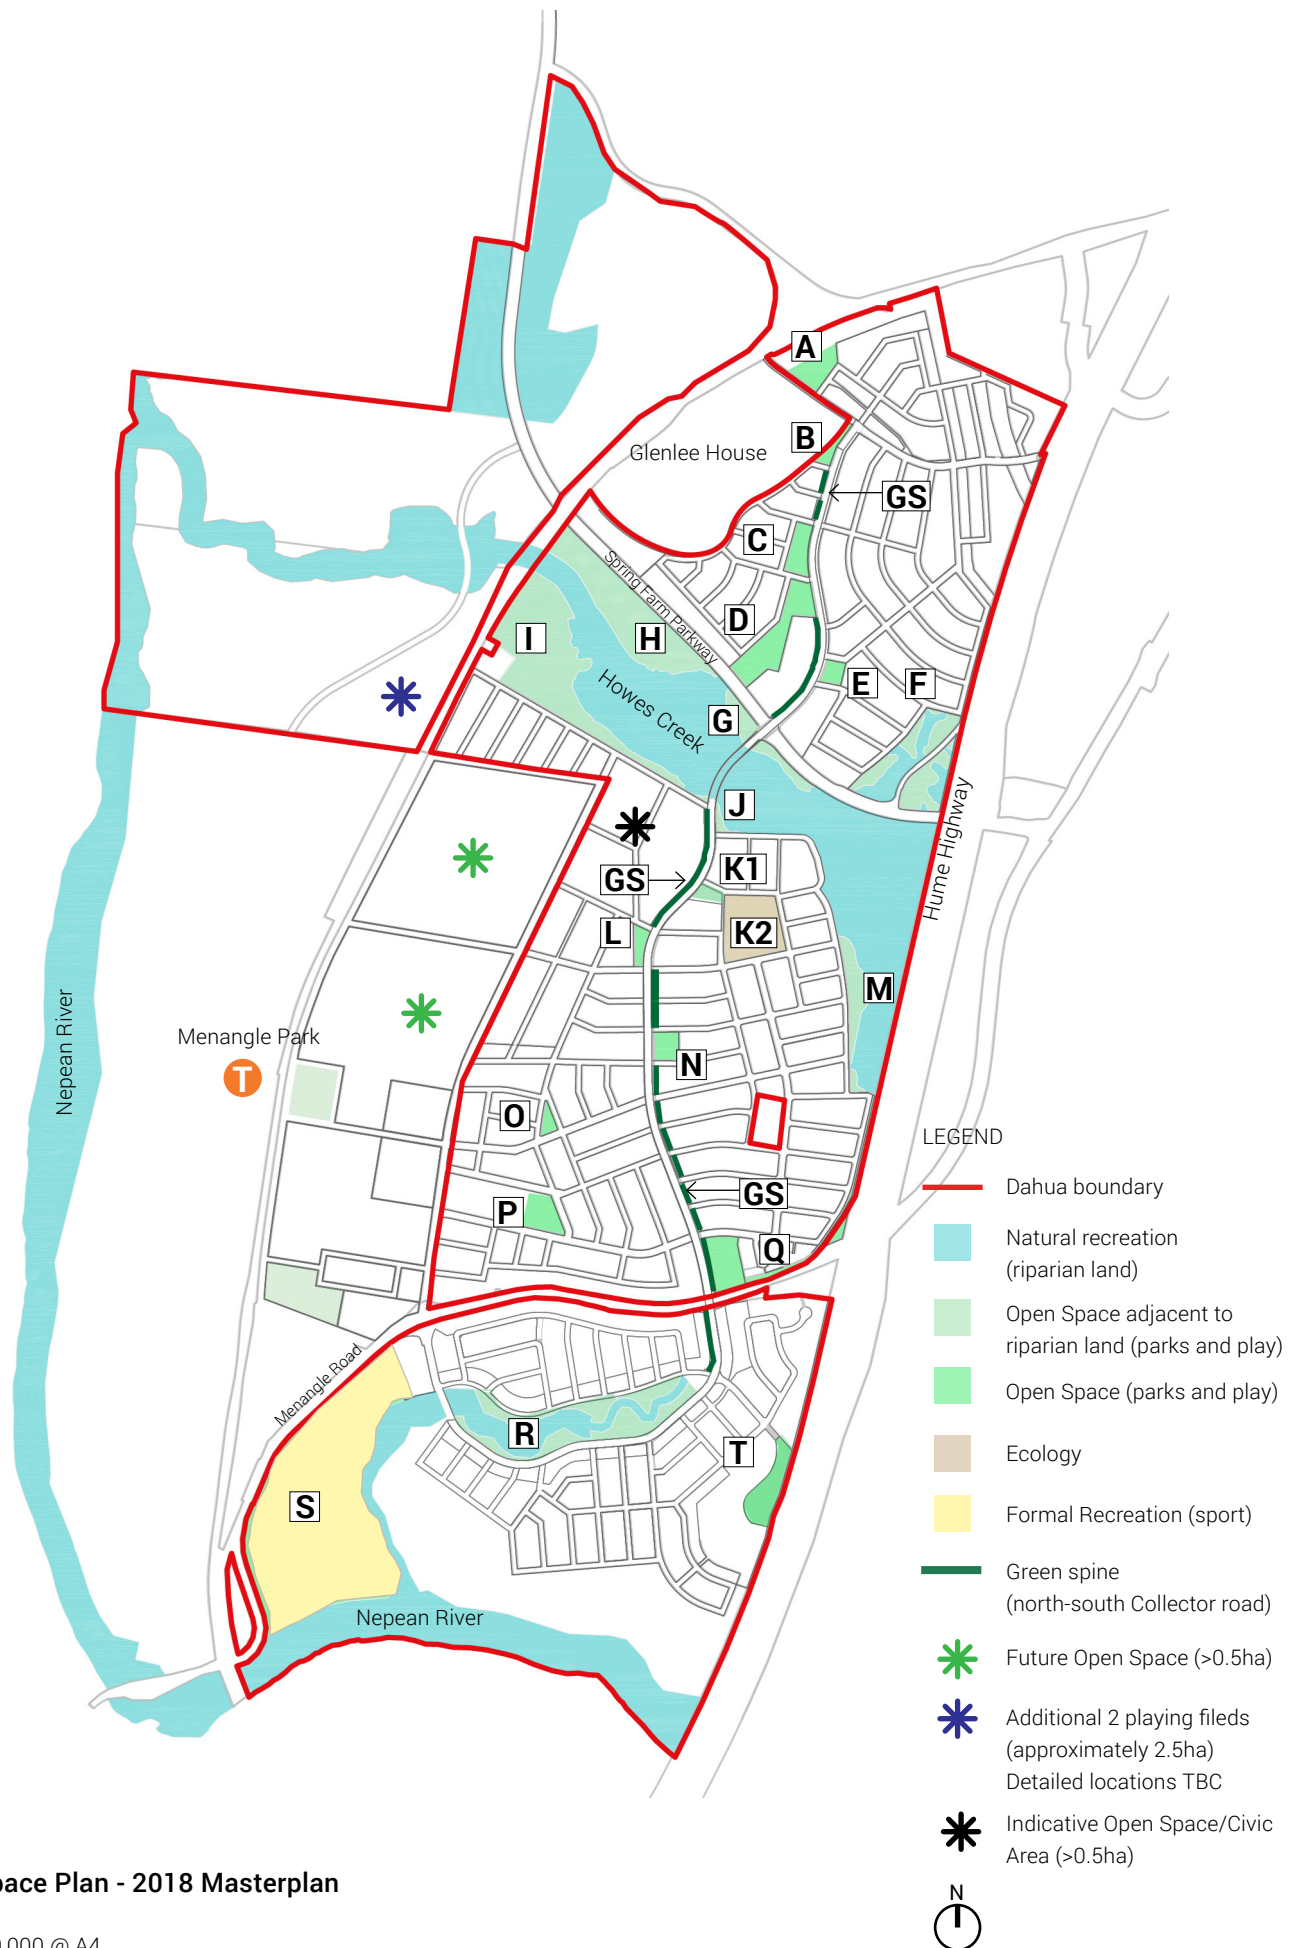 A
Glenlee House
B
GS
C
Spring Farm Parkway
D
I
H
E
F
Howes Creek
G
J
Hume Highway
K1
GS
L
K2
M
Nepean River
Menangle Park
T
N
O
GS
P
Q
Menangle Road
R
T
S
Nepean River
LEGEND
Dahua boundary
Natural recreation
(riparian land)
Open Space adjacent to
riparian land (parks and play)
Open Space (parks and play)
Ecology
Formal Recreation (sport)
Green spine
(north-south Collector road)
Future Open Space (>0.5ha)
Additional 2 playing fileds
(approximately 2.5ha)
Detailed locations TBC
Indicative Open Space/Civic
Area (>0.5ha)
N
Plan - 2018 Masterplan
@ A4